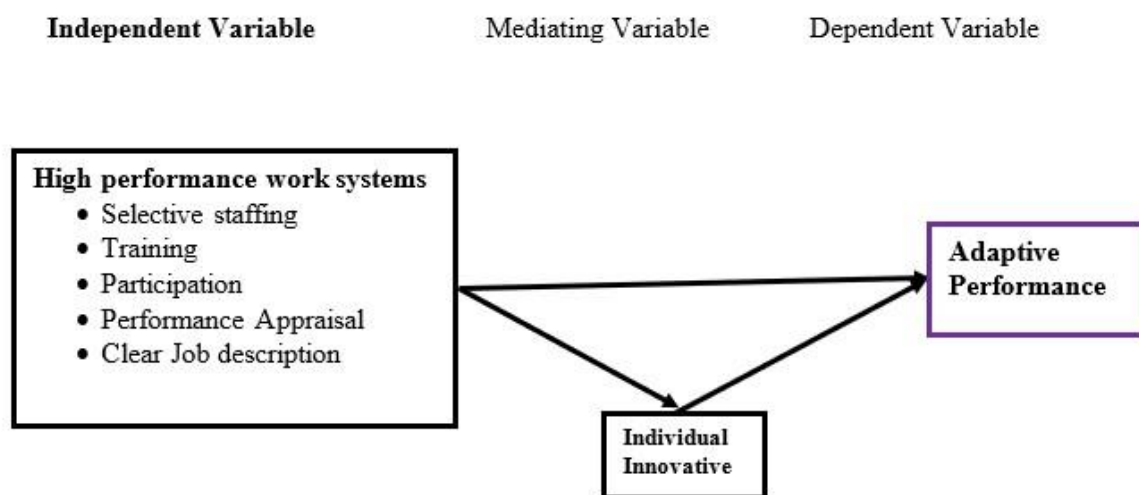 Independent Variable Mediating Variable Dependent Variable
High performance work systems
• Selective staffing
• Training
• Participation
• Performance Appraisal
• Clear Job description
Adaptive
Performance
Individual
Innovative